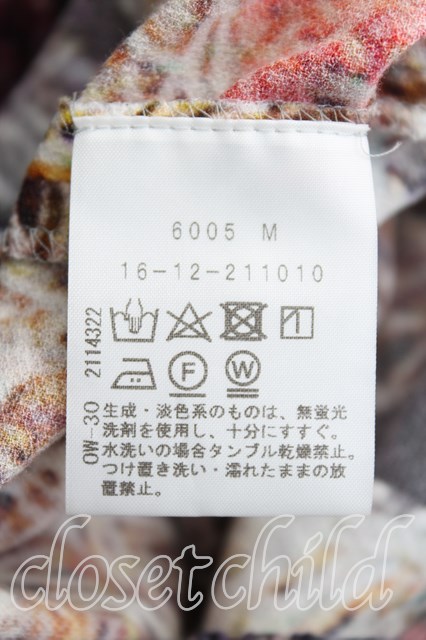 6005 M
16-12-211010
OW-30 2114322
F W
生成・淡色系のものは、無蛍光
洗剤を使用し、十分にすすぐ。
水洗いの場合タンブル乾燥禁止。
つけ置き洗い・濡れたままの放
置禁止。
closetchild